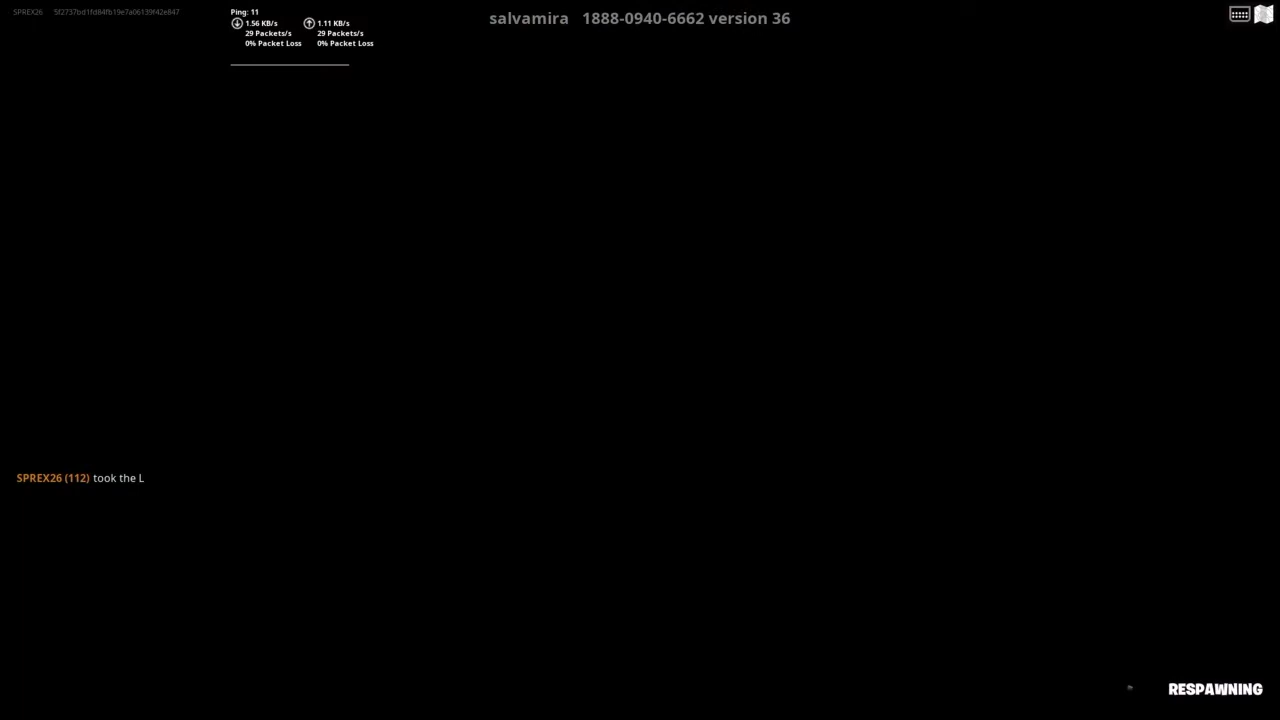 SPREX26 5f2737bd1fd84fb19e7a06139f42e847
Ping: 11
1.56 KB/s 1.11 KB/s
29 Packets/s 29 Packets/s
0% Packet Loss 0% Packet Loss
salvamira 1888-0940-6662 version 36
SPREX26 (112) took the L
RESPAWNING